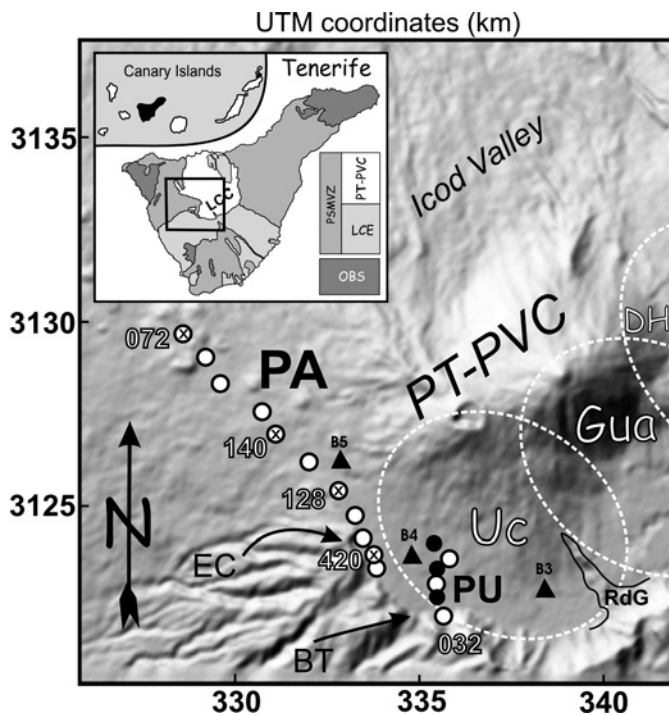 UTM coordinates (km)
Canary Islands
Tenerife
LCC
PSMVZ
PT-PVC
LCE
OBS
Icod Valley
3135
3130
3125
072
PA
PT-PVC
DH
Gua
140
B5
128
N
EC
420
B4
Uc
B3
PU
RdG
BT
032
330
335
340